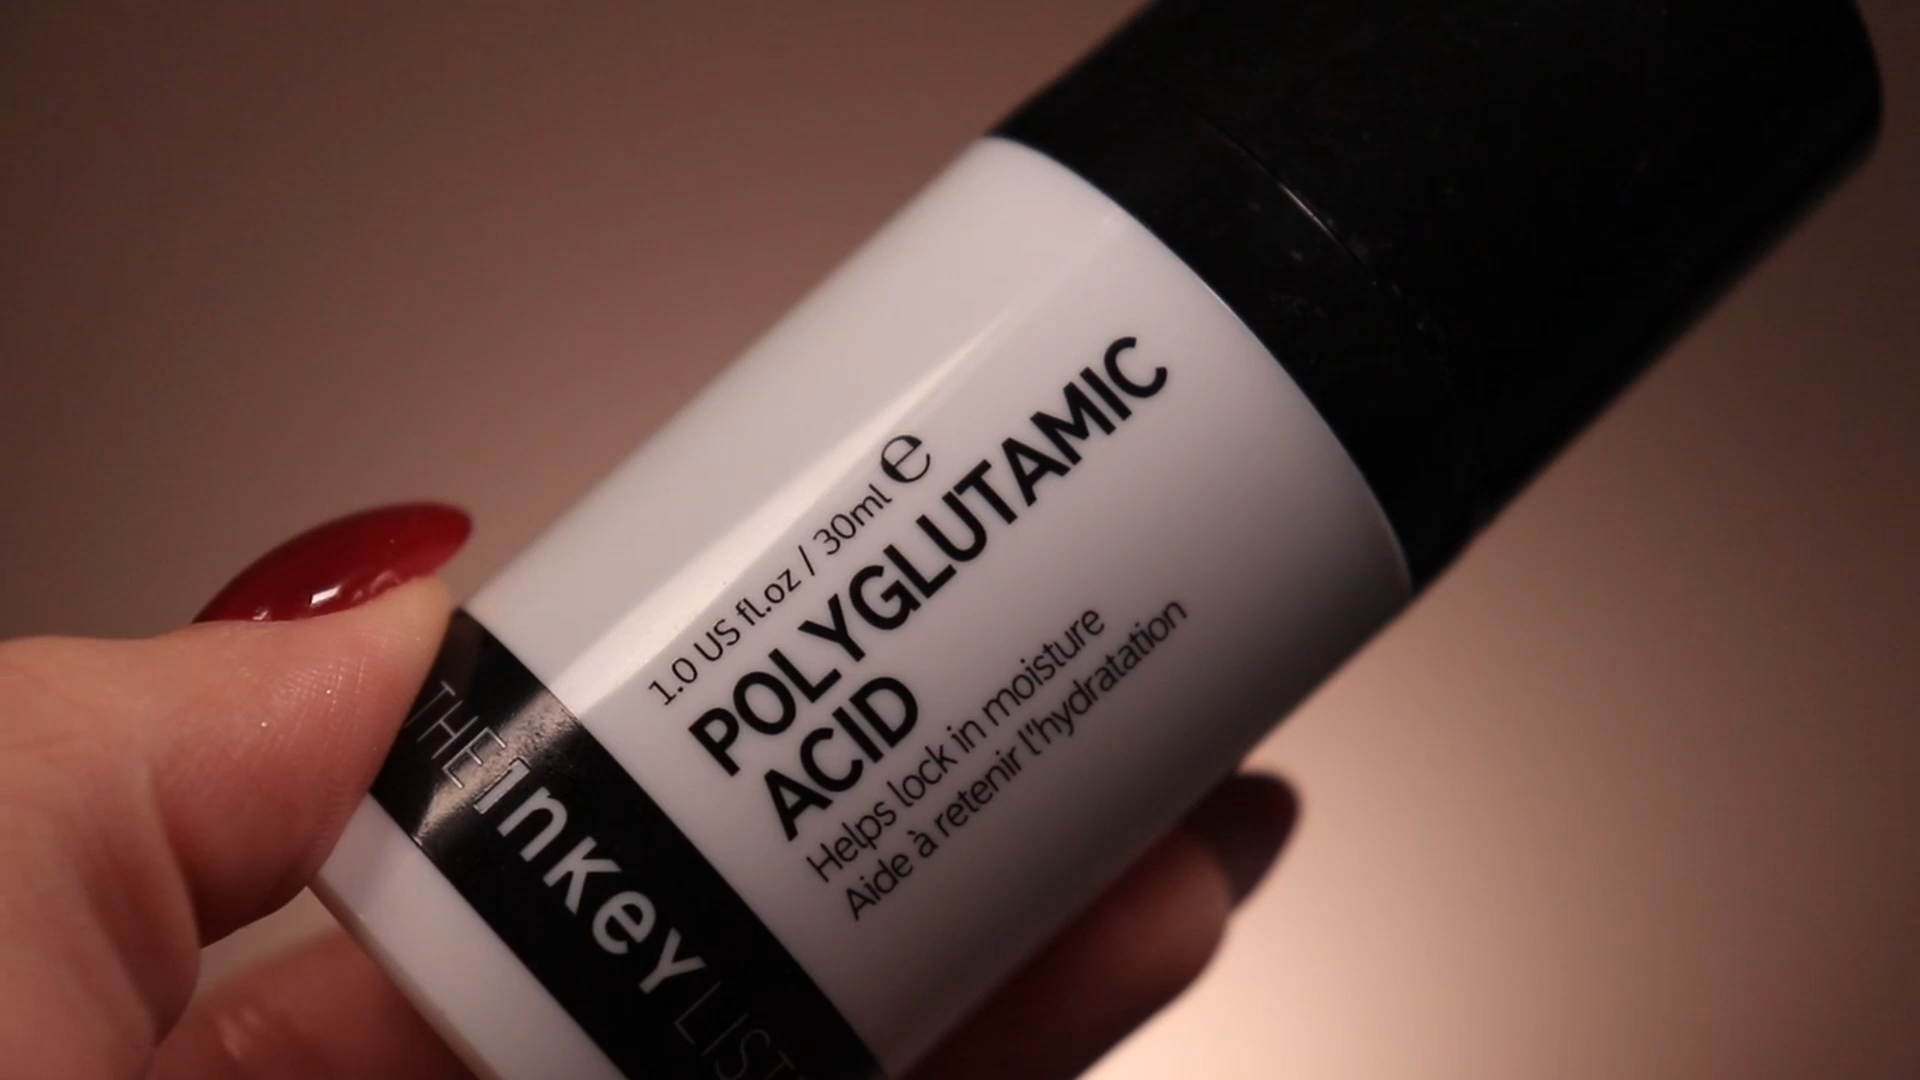 1.0 US fl.oz / 30ml ℮
POLYGLUTAMIC
ACID
Helps lock in moisture
Aide à retenir l'hydratation
THE INKEY LIST